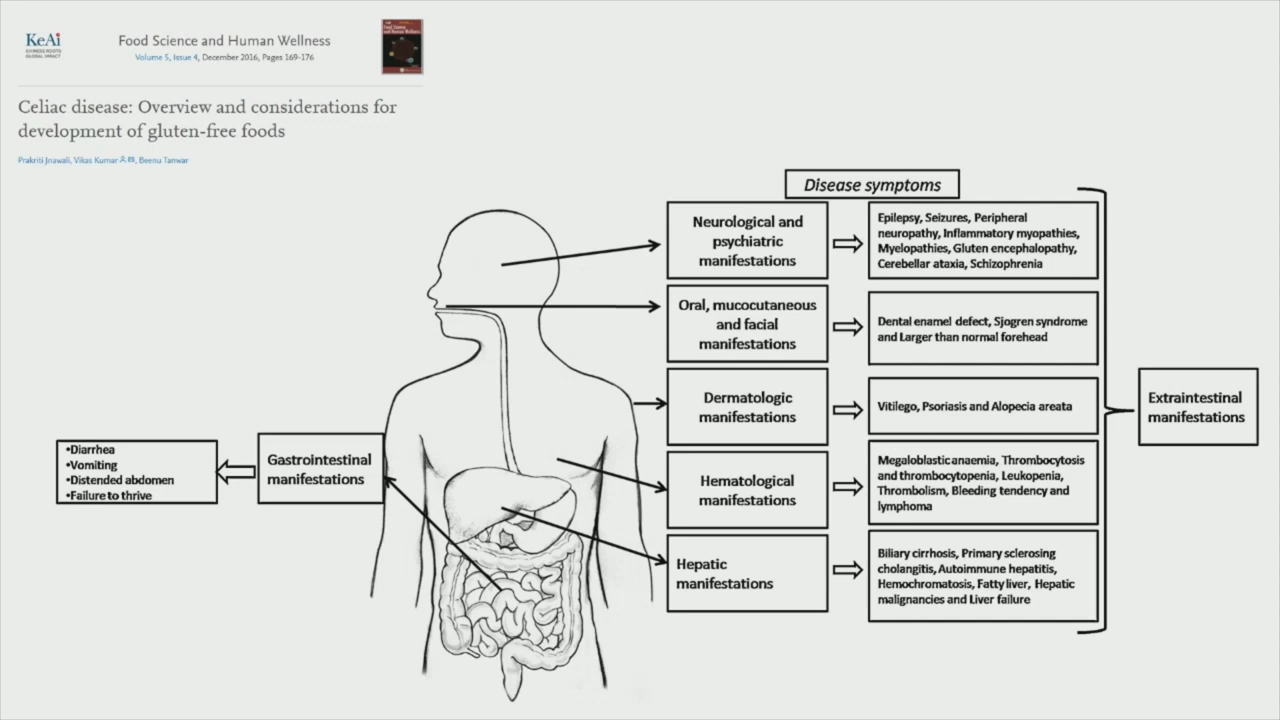 KeAi
CHINESE ROOTS
GLOBAL IMPACT
Food Science and Human Wellness
Volume 5, Issue 4, December 2016, Pages 169-176
Celiac disease: Overview and considerations for
development of gluten-free foods
Prakriti Jnawali, Vikas Kumar, Beenu Tanwar
Disease symptoms
Neurological and
psychiatric
manifestations
Epilepsy, Seizures, Peripheral
neuropathy, Inflammatory myopathies,
Myelopathies, Gluten encephalopathy,
Cerebellar ataxia, Schizophrenia
Oral, mucocutaneous
and facial
manifestations
Dental enamel defect, Sjogren syndrome
and Larger than normal forehead
Dermatologic
manifestations
Vitilego, Psoriasis and Alopecia areata
Extraintestinal
manifestations
Hematological
manifestations
Megaloblastic anaemia, Thrombocytosis
and thrombocytopenia, Leukopenia,
Thrombolism, Bleeding tendency and
lymphoma
Hepatic
manifestations
Biliary cirrhosis, Primary sclerosing
cholangitis, Autoimmune hepatitis,
Hemochromatosis, Fatty liver, Hepatic
malignancies and Liver failure
Gastrointestinal
manifestations
•Diarrhea
•Vomiting
•Distended abdomen
•Failure to thrive